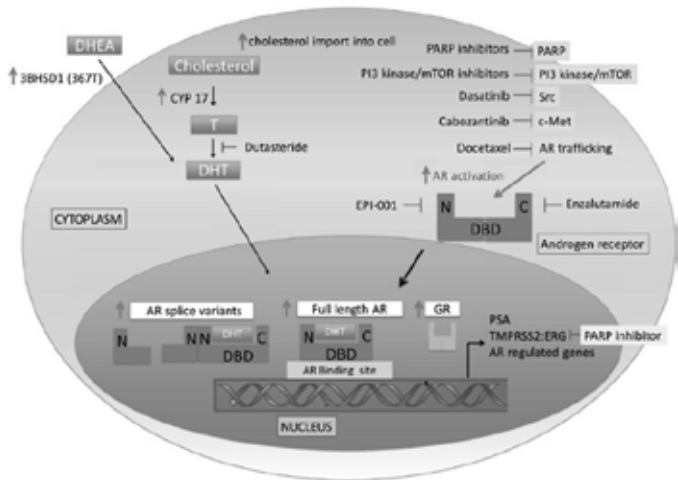 DHEA
cholesterol import into cell
Cholesterol
3BHSD1 (367T)
CYP 17
T
Dutasteride
DHT
PARP inhibitors
PARP
PI3 kinase/mTOR inhibitors
PI3 kinase/mTOR
Dasatinib
Src
Cabozantinib
c-Met
Docetaxel
AR trafficking
AR activation
EPI-001
N
C
DBD
Enzalutamide
Androgen receptor
CYTOPLASM
AR splice variants
Full length AR
GR
N
N N DHT C
DBD
N DHT C
DBD
AR Binding site
PSA
TMPRSS2:ERG
PARP inhibitor
AR regulated genes
NUCLEUS